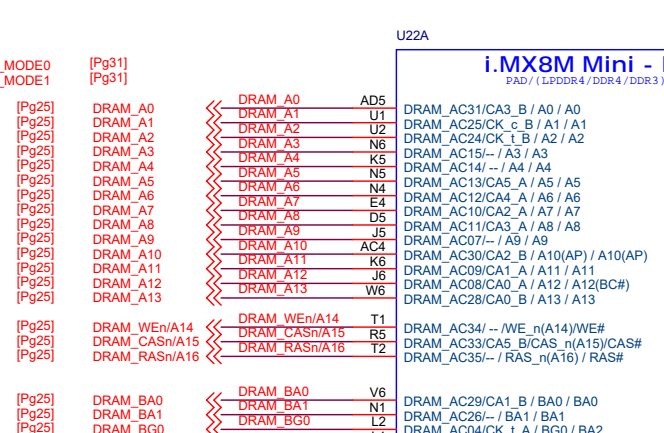 U22A
_MODE0 [Pg31]
_MODE1 [Pg31]
i.MX8M Mini -
PAD/(LPDDR4/DDR4/DDR3)
[Pg25] DRAM_A0 DRAM_A0 AD5 DRAM_AC31/CA3_B / A0 / A0
[Pg25] DRAM_A1 DRAM_A1 U1 DRAM_AC25/CK_c_B / A1 / A1
[Pg25] DRAM_A2 DRAM_A2 U2 DRAM_AC24/CK_t_B / A2 / A2
[Pg25] DRAM_A3 DRAM_A3 N6 DRAM_AC15/-- / A3 / A3
[Pg25] DRAM_A4 DRAM_A4 K5 DRAM_AC14/ -- / A4 / A4
[Pg25] DRAM_A5 DRAM_A5 N5 DRAM_AC13/CA5_A / A5 / A5
[Pg25] DRAM_A6 DRAM_A6 N4 DRAM_AC12/CA4_A / A6 / A6
[Pg25] DRAM_A7 DRAM_A7 E4 DRAM_AC10/CA2_A / A7 / A7
[Pg25] DRAM_A8 DRAM_A8 D5 DRAM_AC11/CA3_A / A8 / A8
[Pg25] DRAM_A9 DRAM_A9 J5 DRAM_AC07/-- / A9 / A9
[Pg25] DRAM_A10 DRAM_A10 AC4 DRAM_AC30/CA2_B / A10(AP) / A10(AP)
[Pg25] DRAM_A11 DRAM_A11 K6 DRAM_AC09/CA1_A / A11 / A11
[Pg25] DRAM_A12 DRAM_A12 J6 DRAM_AC08/CA0_A / A12 / A12(BC#)
[Pg25] DRAM_A13 DRAM_A13 W6 DRAM_AC28/CA0_B / A13 / A13
[Pg25] DRAM_WEn/A14 DRAM_WEn/A14 T1 DRAM_AC34/ -- /WE_n(A14)/WE#
[Pg25] DRAM_CASn/A15 DRAM_CASn/A15 R5 DRAM_AC33/CA5_B/CAS_n(A15)/CAS#
[Pg25] DRAM_RASn/A16 DRAM_RASn/A16 T2 DRAM_AC35/-- / RAS_n(A16) / RAS#
[Pg25] DRAM_BA0 DRAM_BA0 V6 DRAM_AC29/CA1_B / BA0 / BA0
[Pg25] DRAM_BA1 DRAM_BA1 N1 DRAM_AC26/-- / BA1 / BA1
[Pg25] DRAM_BG0 DRAM_BG0 L2 DRAM_AC04/CK_t_A / BG0 / BA2